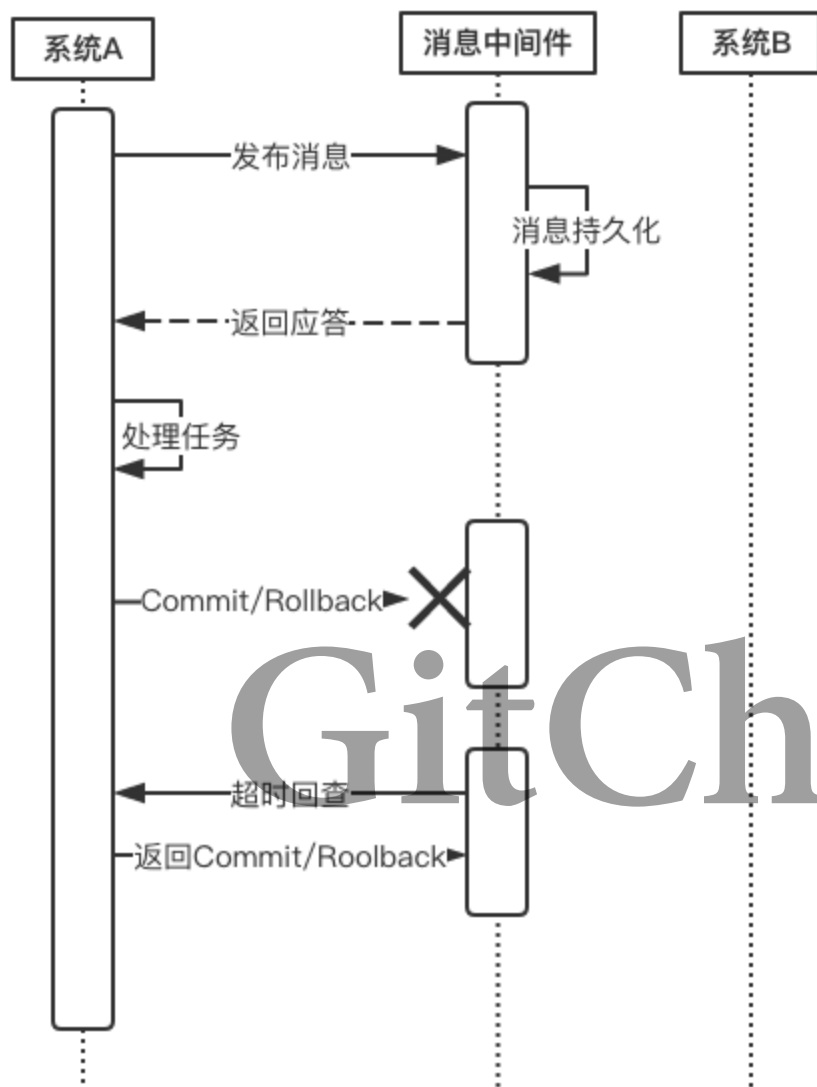 系统A
消息中间件
系统B
发布消息
消息持久化
返回应答
处理任务
Commit/Rollback
超时回查
返回Commit/Roolback
GitCh